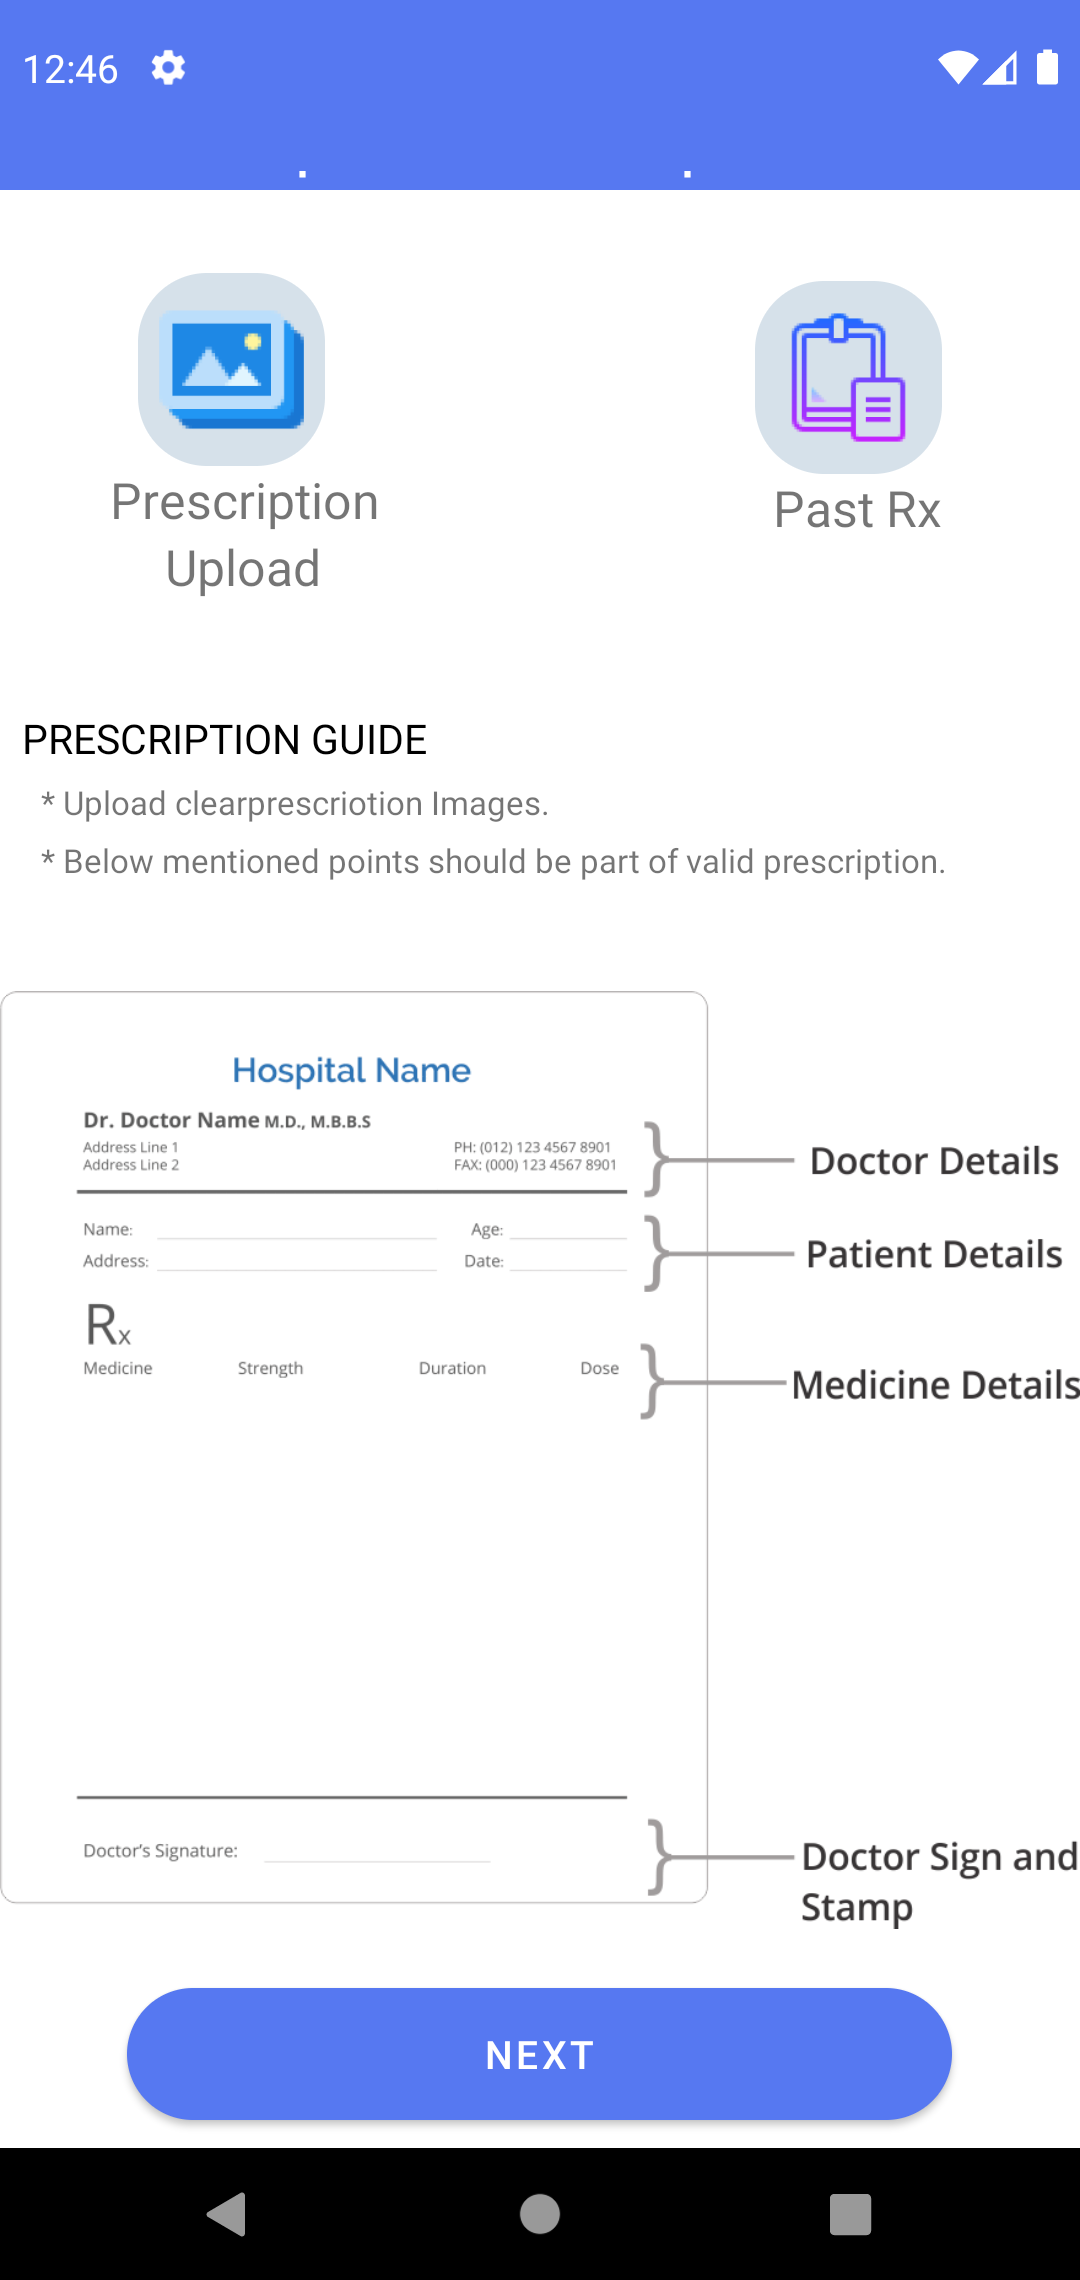 12:46
Prescription
Upload
Past Rx
PRESCRIPTION GUIDE
* Upload clearprescriotion Images.
* Below mentioned points should be part of valid prescription.
Hospital Name
Dr. Doctor Name M.D., M.B.B.S
Address Line 1 PH: (012) 123 4567 8901
Address Line 2 FAX: (000) 123 4567 8901
Doctor Details
Name: Age:
Address: Date:
Patient Details
Rx
Medicine Strength Duration Dose
Medicine Details
Doctor's Signature:
Doctor Sign and
Stamp
NEXT